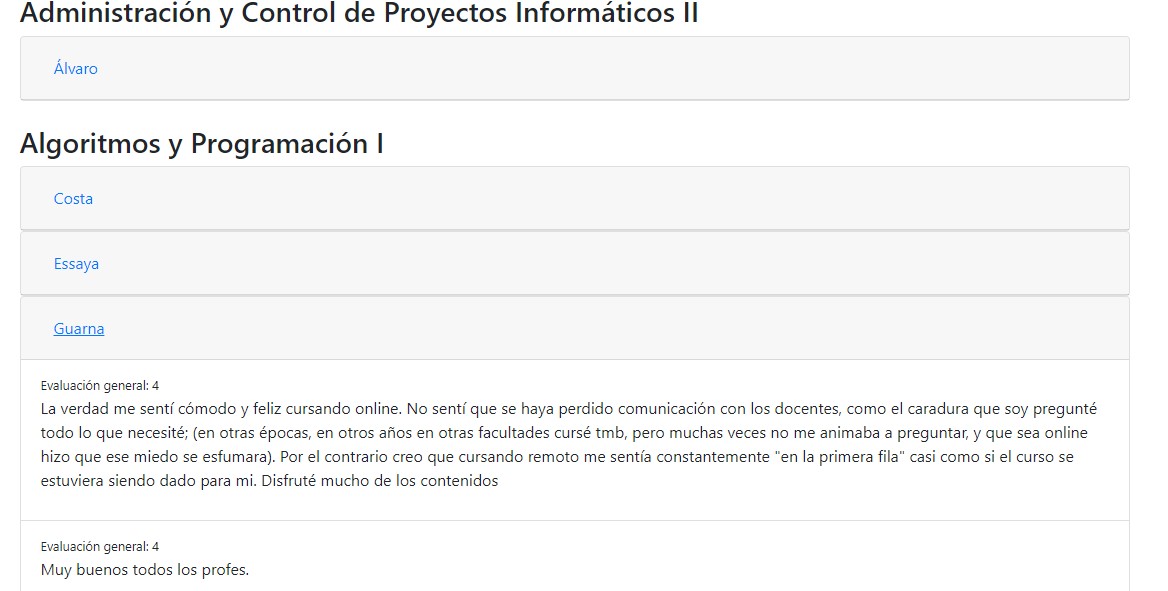 Administración y Control de Proyectos Informáticos II
Álvaro
Algoritmos y Programación I
Costa
Essaya
Guarna
Evaluación general: 4
La verdad me sentí cómodo y feliz cursando online. No sentí que se haya perdido comunicación con los docentes, como el caradura que soy pregunté
todo lo que necesité; (en otras épocas, en otros años en otras facultades cursé tmb, pero muchas veces no me animaba a preguntar, y que sea online
hizo que ese miedo se esfumara). Por el contrario creo que cursando remoto me sentía constantemente "en la primera fila" casi como si el curso se
estuviera siendo dado para mi. Disfruté mucho de los contenidos
Evaluación general: 4
Muy buenos todos los profes.